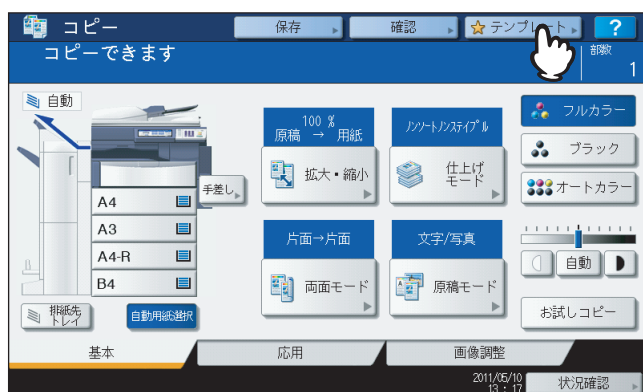 コピー
保存
確認
テンプレート
?
コピーできます
部数
1
自動
100 %
原稿 → 用紙
ノンソートノンステイプル
フルカラー
拡大・縮小
仕上げ
モード
ブラック
手差し
オートカラー
A4
A3
A4-R
B4
片面→片面
文字/写真
自動
両面モード
原稿モード
排紙先
トレイ
自動用紙選択
お試しコピー
基本
応用
画像調整
2011/05/10
13 : 17
状況確認